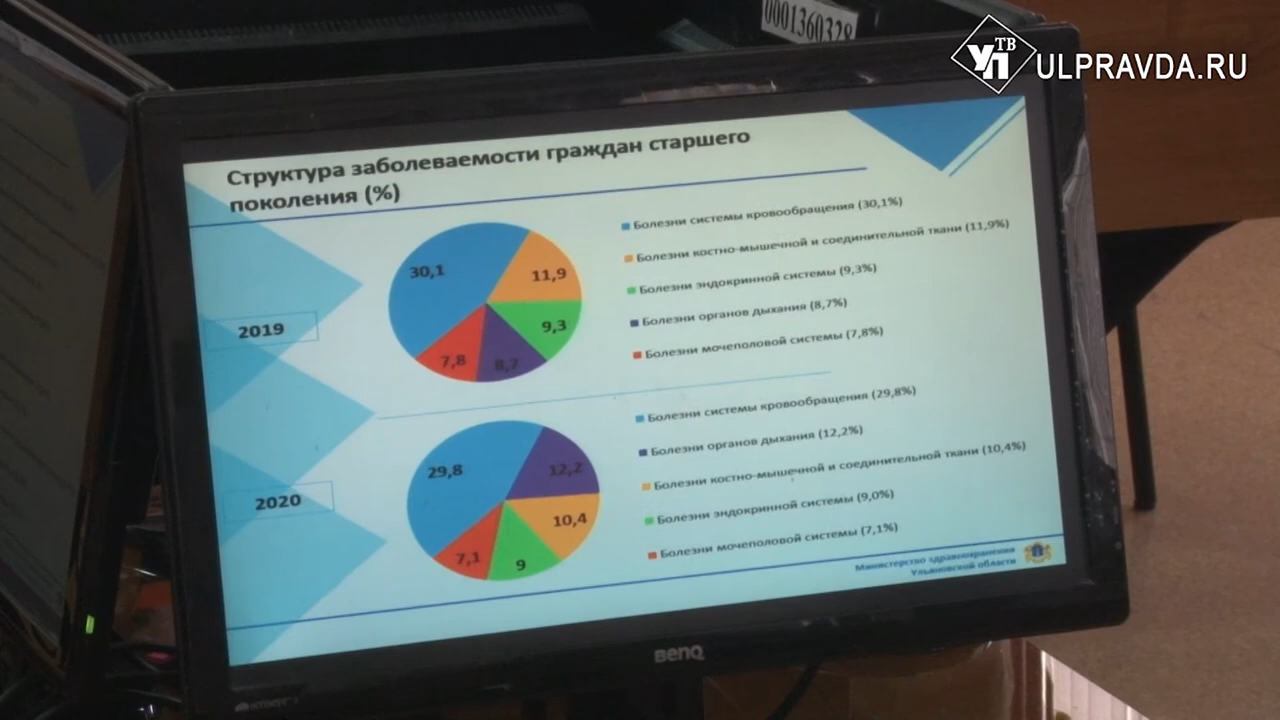 0001360328
ТВ
УП
ULPRAVDA.RU
Структура заболеваемости граждан старшего
поколения (%)
2019
30,1
11,9
9,3
8,7
7,8
Болезни системы кровообращения (30,1%)
Болезни костно-мышечной и соединительной ткани (11,9%)
Болезни эндокринной системы (9,3%)
Болезни органов дыхания (8,7%)
Болезни мочеполовой системы (7,8%)
2020
29,8
12,2
10,4
9
7,1
Болезни системы кровообращения (29,8%)
Болезни органов дыхания (12,2%)
Болезни костно-мышечной и соединительной ткани (10,4%)
Болезни эндокринной системы (9,0%)
Болезни мочеполовой системы (7,1%)
Министерство здравоохранения
Ульяновской области
BenQ